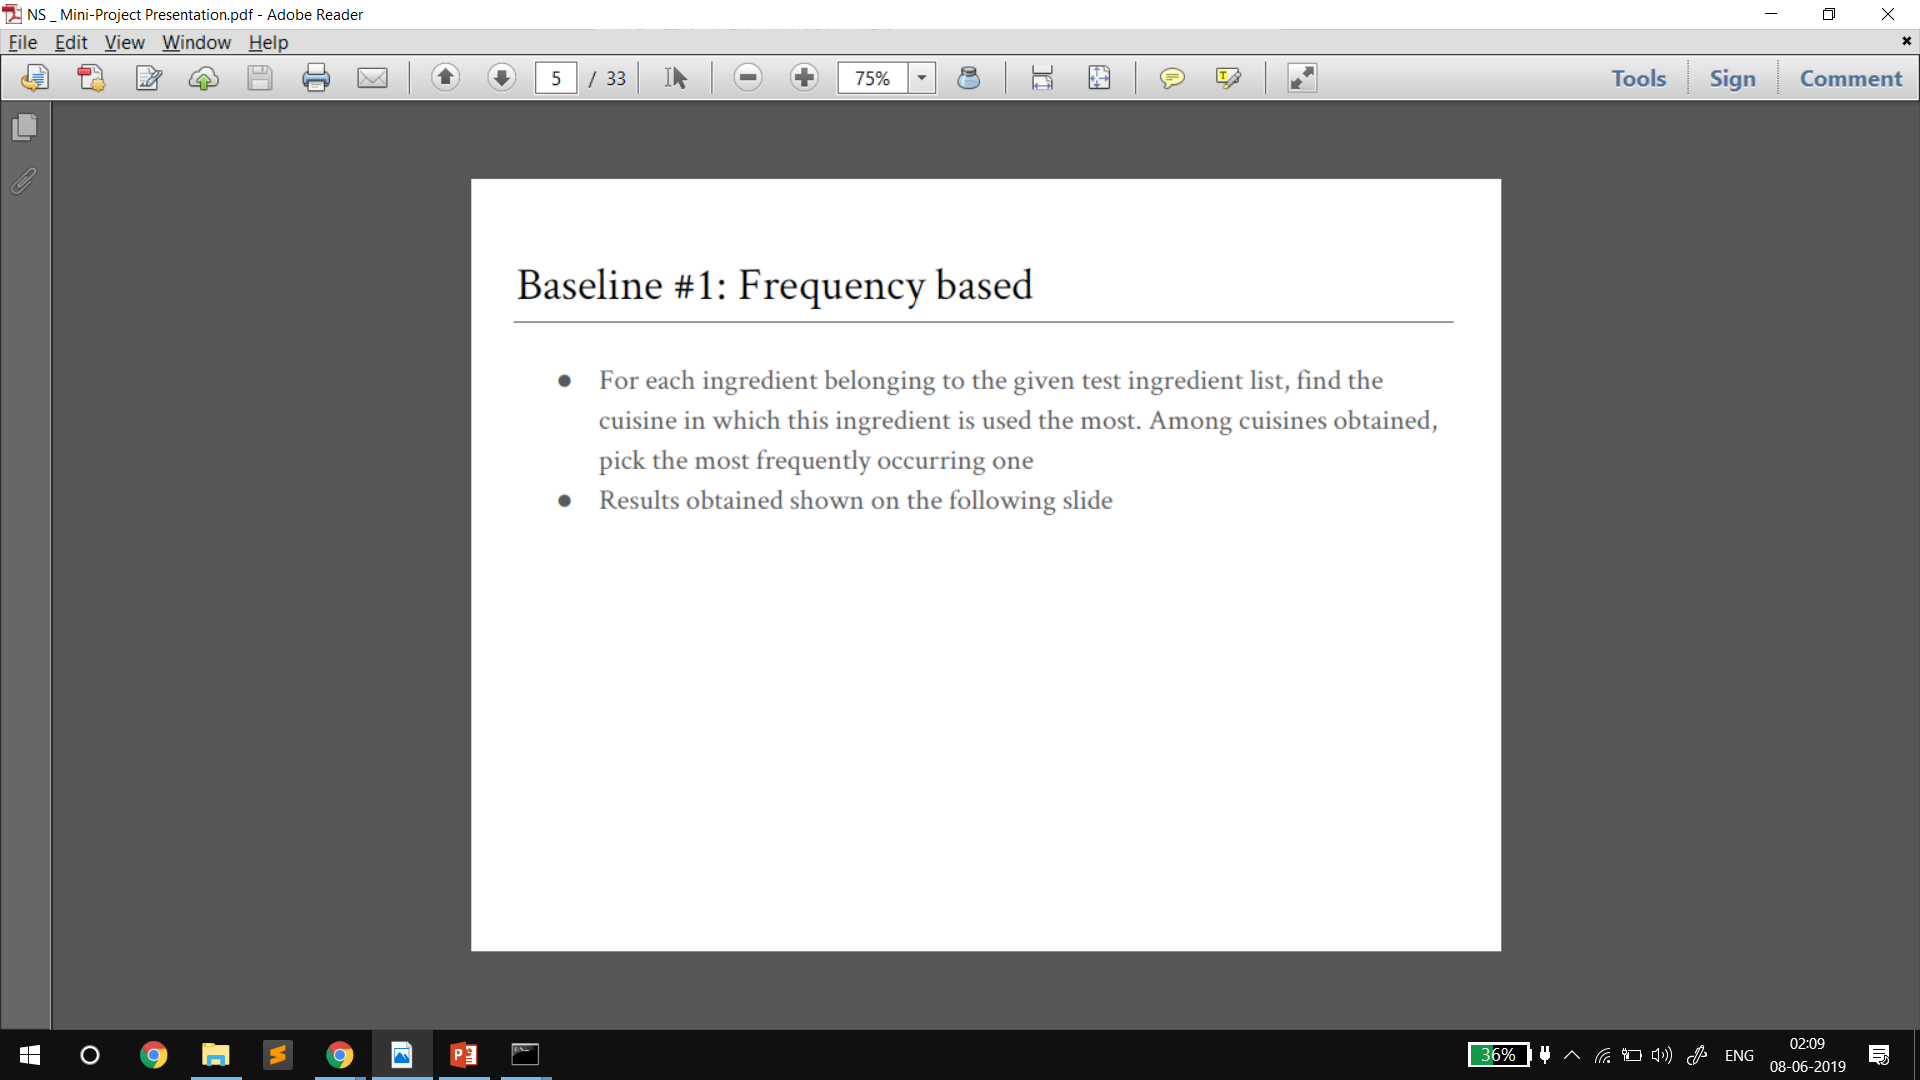 NS _ Mini-Project Presentation.pdf - Adobe Reader
File Edit View Window Help
5 / 33 75% Tools Sign Comment
Baseline #1: Frequency based
● For each ingredient belonging to the given test ingredient list, find the
cuisine in which this ingredient is used the most. Among cuisines obtained,
pick the most frequently occurring one
● Results obtained shown on the following slide
36% ENG 02:09
08-06-2019